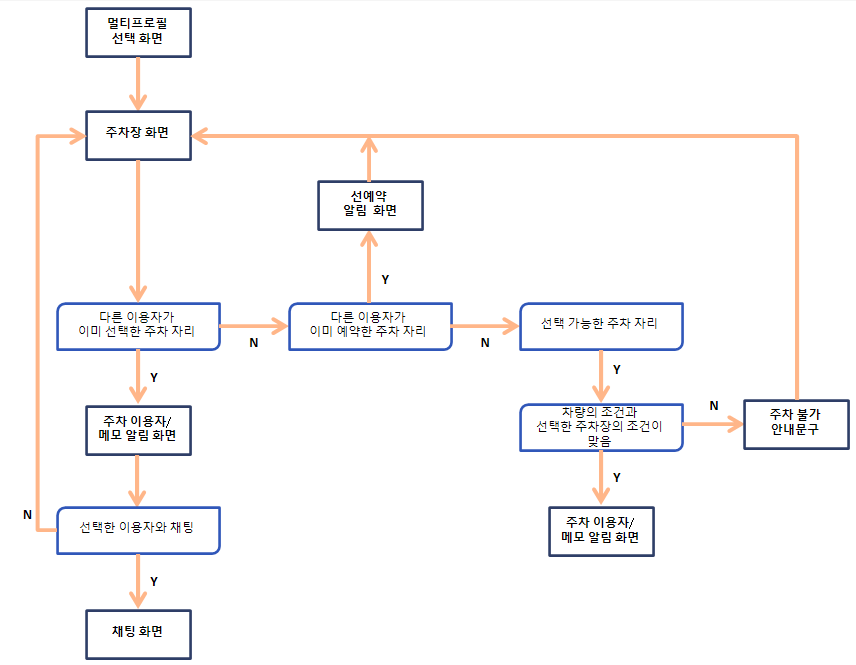 멀티프로필
선택 화면
주차장 화면
선예약
알림 화면
Y
다른 이용자가
이미 선택한 주차 자리
N
다른 이용자가
이미 예약한 주차 자리
N
선택 가능한 주차 자리
Y
Y
주차 이용자/
메모 알림 화면
차량의 조건과
선택한 주차장의 조건이
맞음
N
주차 불가
안내문구
Y
N
선택한 이용자와 채팅
주차 이용자/
메모 알림 화면
Y
채팅 화면